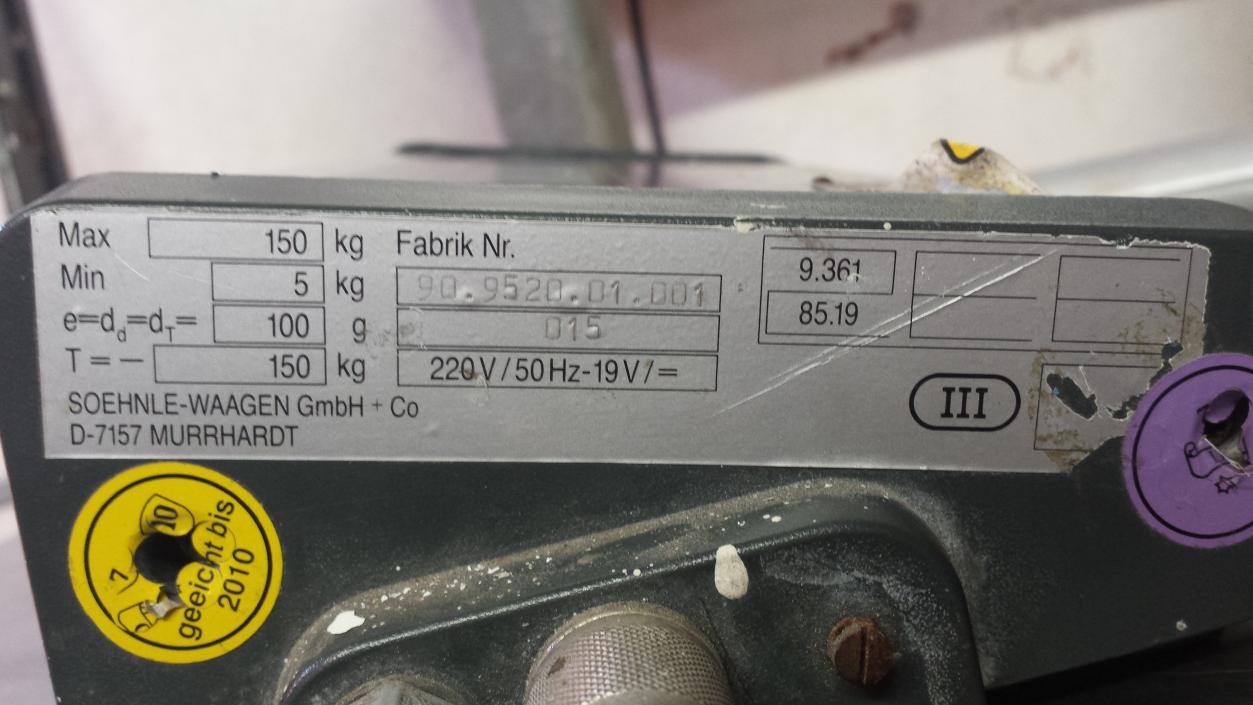 Max 150 kg
Min 5 kg
e=dd=dT= 100 g
T = – 150 kg
SOEHNLE-WAAGEN GmbH + Co
D-7157 MURRHARDT
Fabrik Nr.
90.9520.01.001
015
220V/50Hz-19V/=
9.361
85.19
III
10
7
geeicht bis
2010